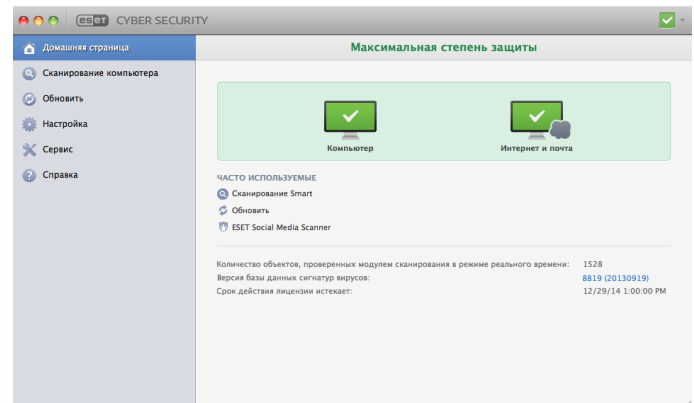 eset CYBER SECURITY
Домашняя страница
Сканирование компьютера
Обновить
Настройка
Сервис
Справка
Максимальная степень защиты
Компьютер
Интернет и почта
ЧАСТО ИСПОЛЬЗУЕМЫЕ
Сканирование Smart
Обновить
ESET Social Media Scanner
Количество объектов, проверенных модулем сканирования в режиме реального времени: 1528
Версия базы данных сигнатур вирусов: 8819 (20130919)
Срок действия лицензии истекает: 12/29/14 1:00:00 PM